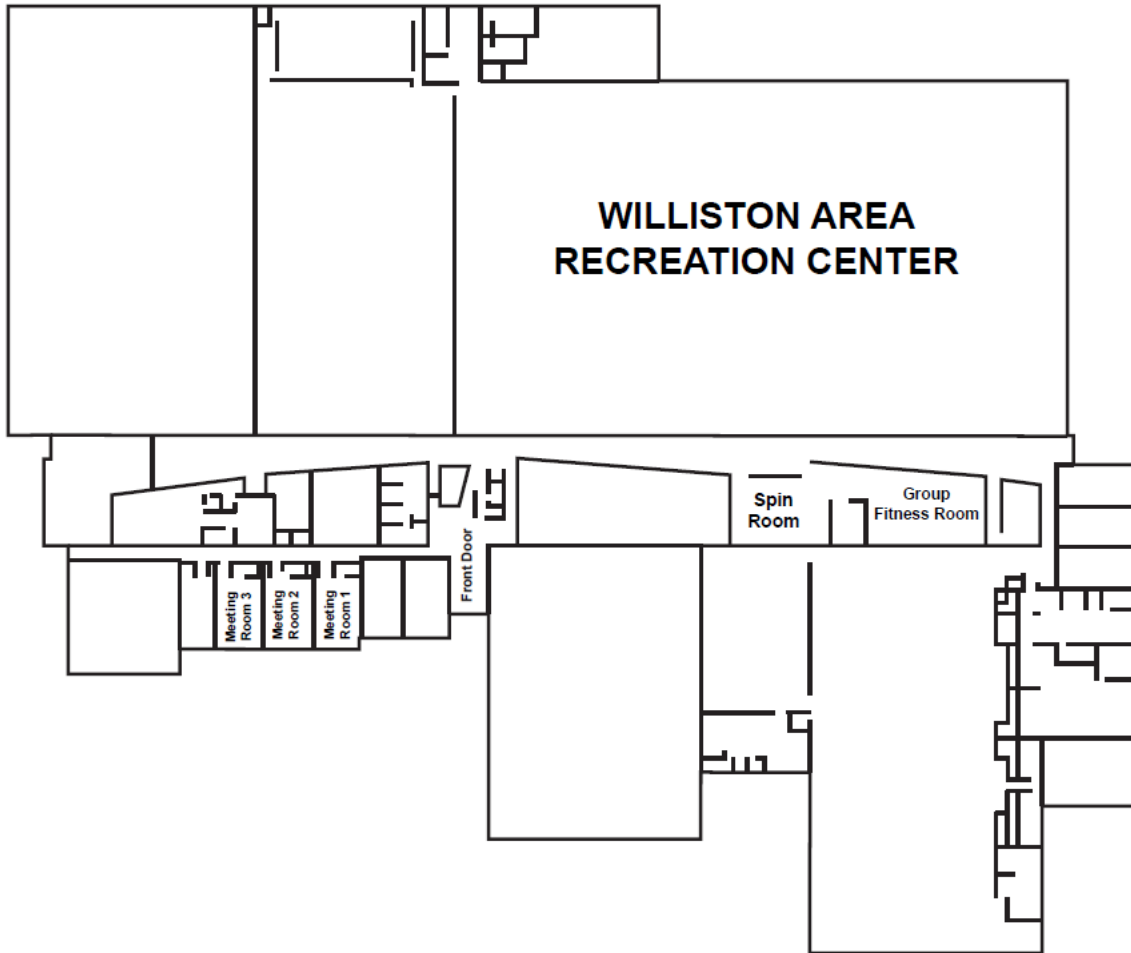 WILLISTON AREA
RECREATION CENTER
Spin
Room
Group
Fitness Room
Front Door
Meeting
Room 3
Meeting
Room 2
Meeting
Room 1